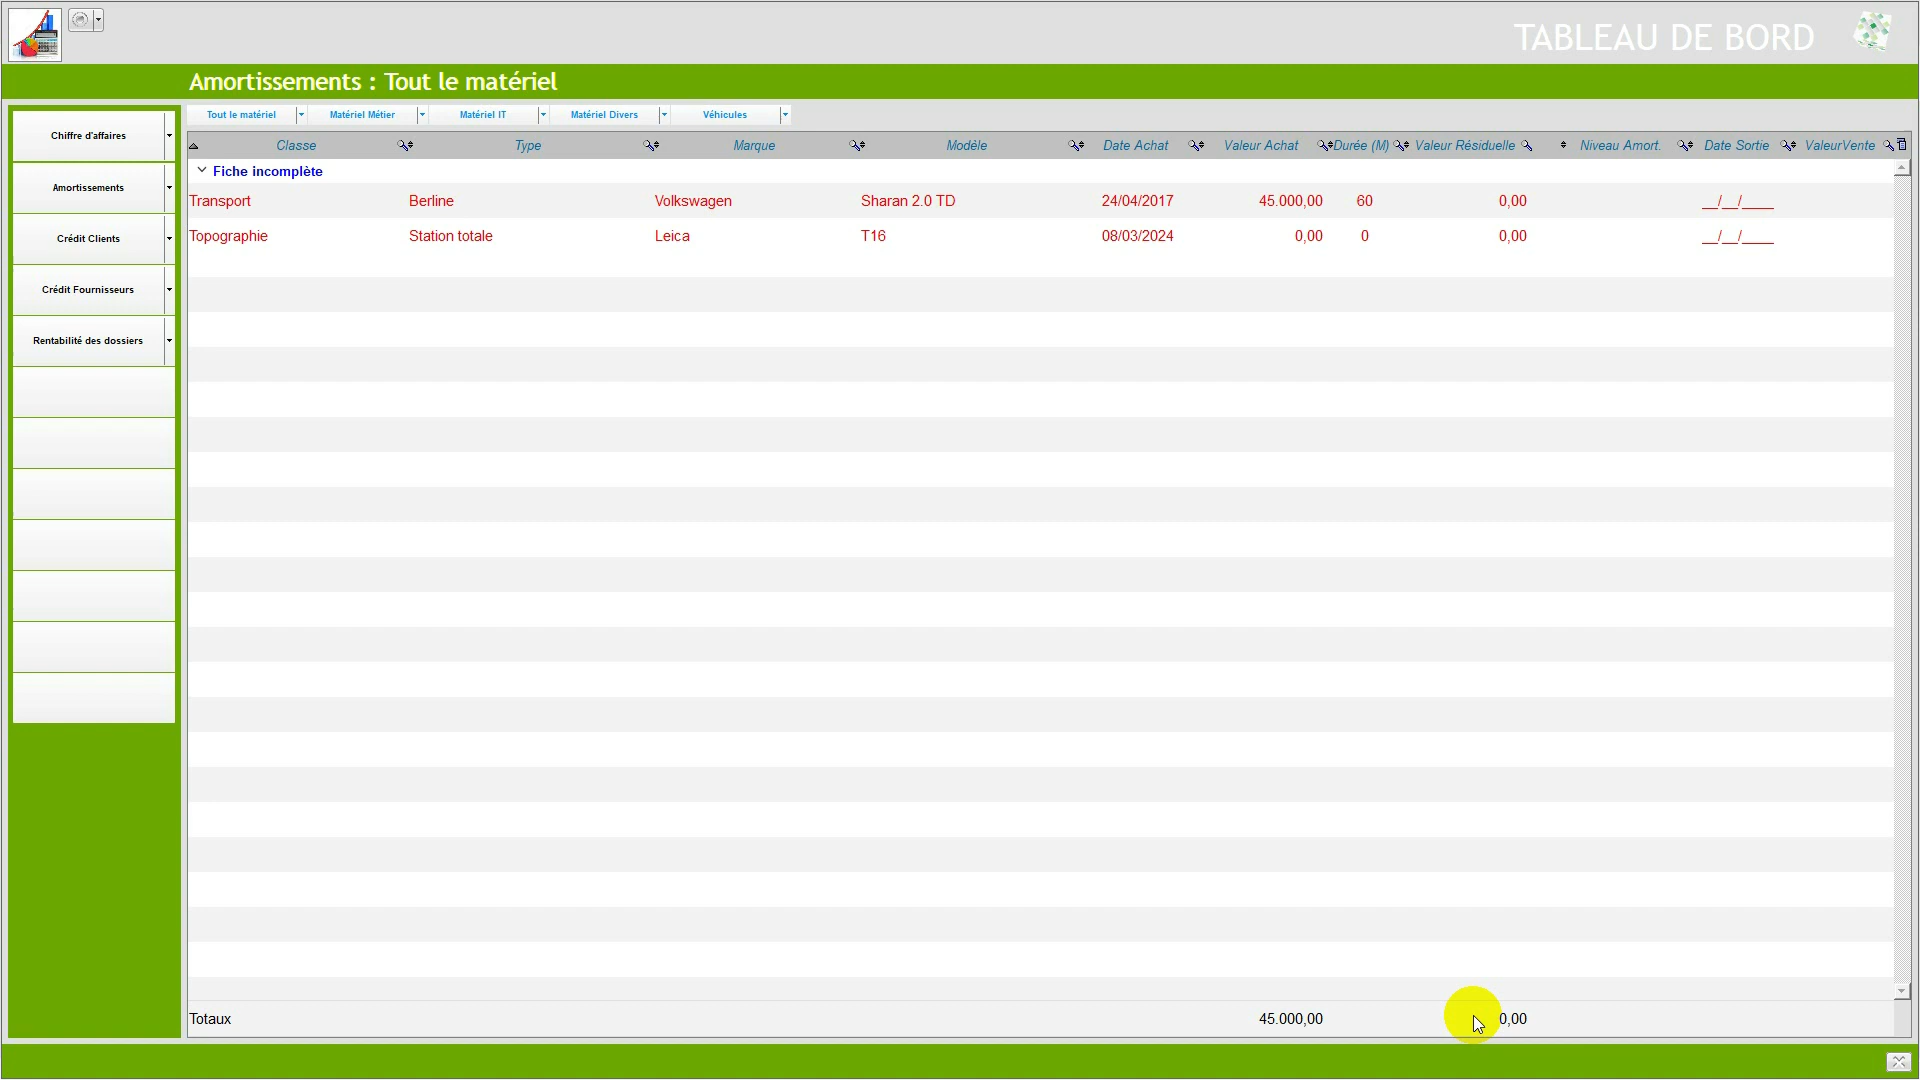 TABLEAU DE BORD
Amortissements : Tout le matériel
Tout le matériel Matériel Métier Matériel IT Matériel Divers Véhicules
Chiffre d'affaires
Amortissements
Crédit Clients
Crédit Fournisseurs
Rentabilité des dossiers
Classe Type Marque Modèle Date Achat Valeur Achat Durée (M) Valeur Résiduelle Niveau Amort. Date Sortie ValeurVente
Fiche incomplète
Transport Berline Volkswagen Sharan 2.0 TD 24/04/2017 45.000,00 60 0,00 __/__/____
Topographie Station totale Leica T16 08/03/2024 0,00 0 0,00 __/__/____
Totaux 45.000,00 0,00